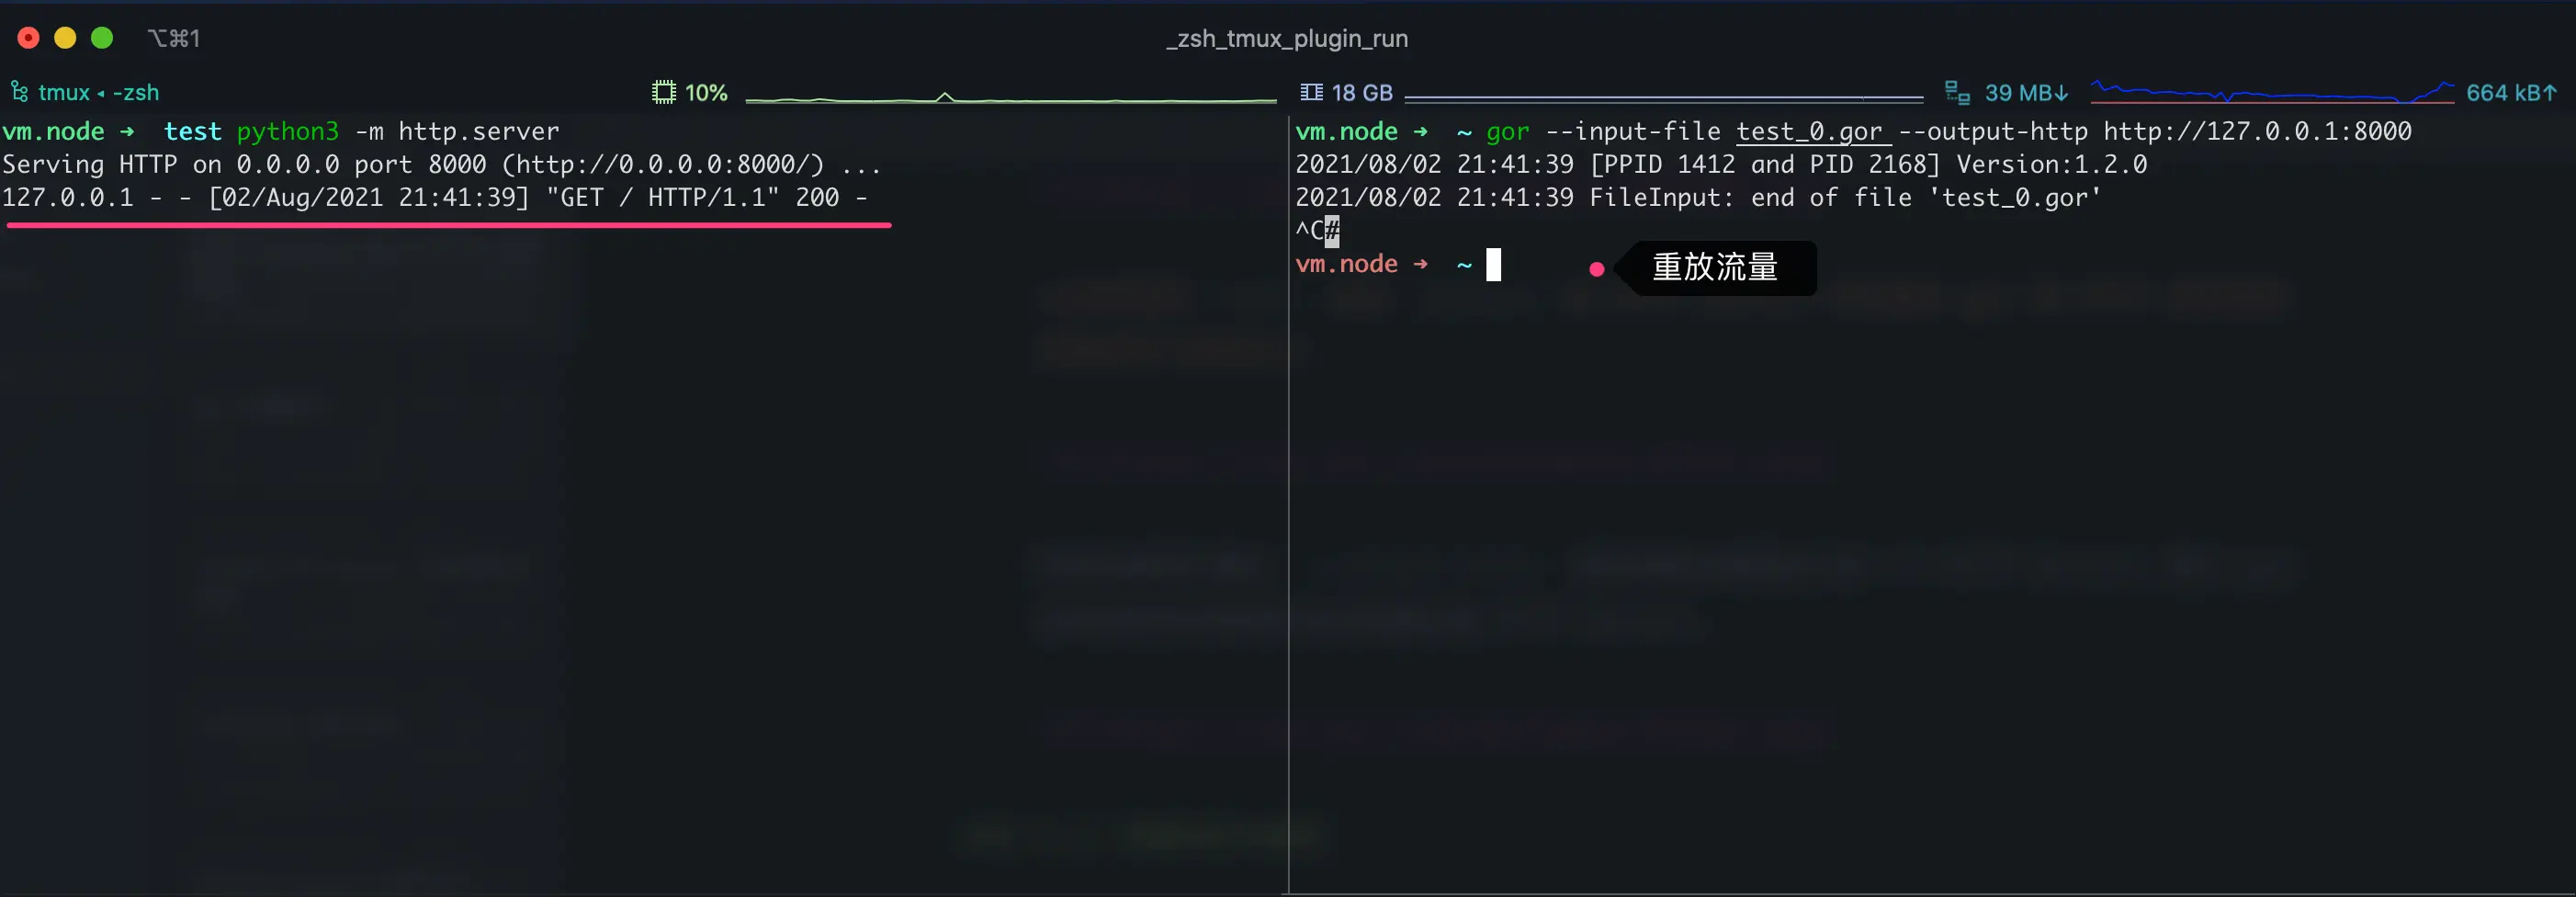 ⌥⌘1
_zsh_tmux_plugin_run
tmux ◂ -zsh
10%
18 GB
39 MB↓
664 kB↑
vm.node ➜  test python3 -m http.server
Serving HTTP on 0.0.0.0 port 8000 (http://0.0.0.0:8000/) ...
127.0.0.1 - - [02/Aug/2021 21:41:39] "GET / HTTP/1.1" 200 -
vm.node ➜  ~ gor --input-file test_0.gor --output-http http://127.0.0.1:8000
2021/08/02 21:41:39 [PPID 1412 and PID 2168] Version:1.2.0
2021/08/02 21:41:39 FileInput: end of file 'test_0.gor'
^C#
vm.node ➜  ~
重放流量